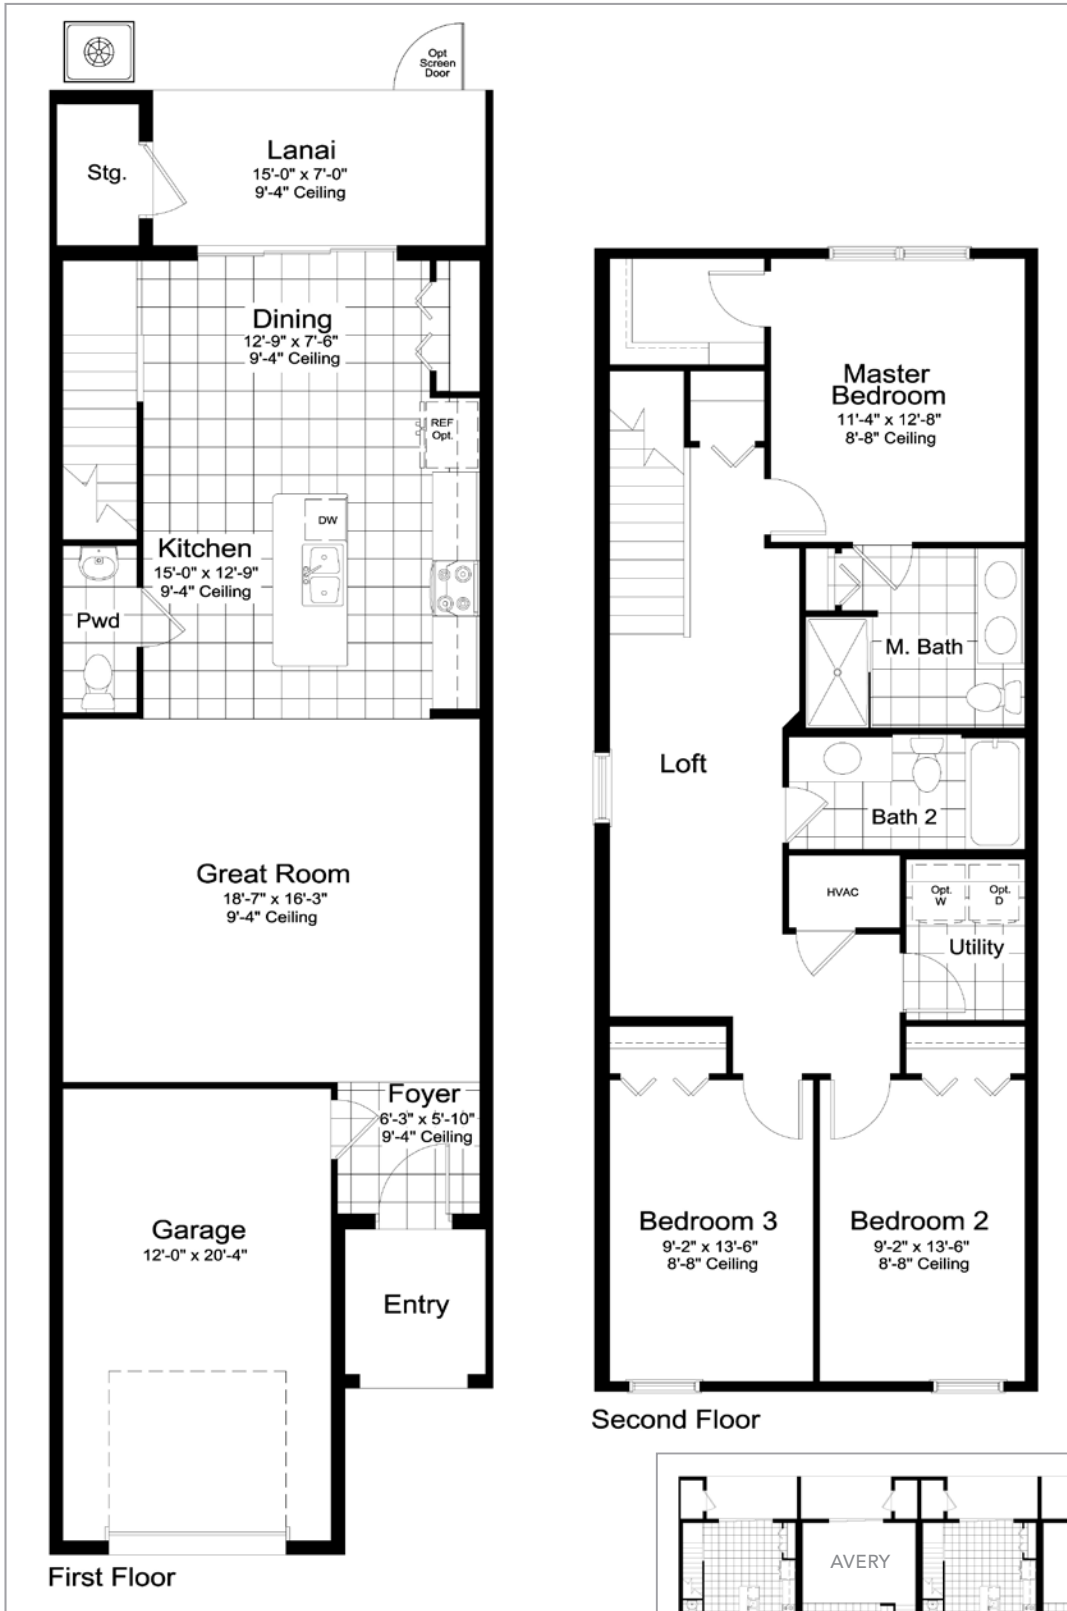 Opt
Screen
Door
Stg.
Lanai
15'-0" x 7'-0"
9'-4" Ceiling
Dining
12'-9" x 7'-6"
9'-4" Ceiling
REF
Opt.
DW
Kitchen
15'-0" x 12'-9"
9'-4" Ceiling
Pwd
Great Room
18'-7" x 16'-3"
9'-4" Ceiling
Foyer
6'-3" x 5'-10"
9'-4" Ceiling
Garage
12'-0" x 20'-4"
Entry
First Floor
Master
Bedroom
11'-4" x 12'-8"
8'-8" Ceiling
M. Bath
Loft
Bath 2
HVAC
Opt.
W
Opt.
D
Utility
Bedroom 3
9'-2" x 13'-6"
8'-8" Ceiling
Bedroom 2
9'-2" x 13'-6"
8'-8" Ceiling
Second Floor
AVERY